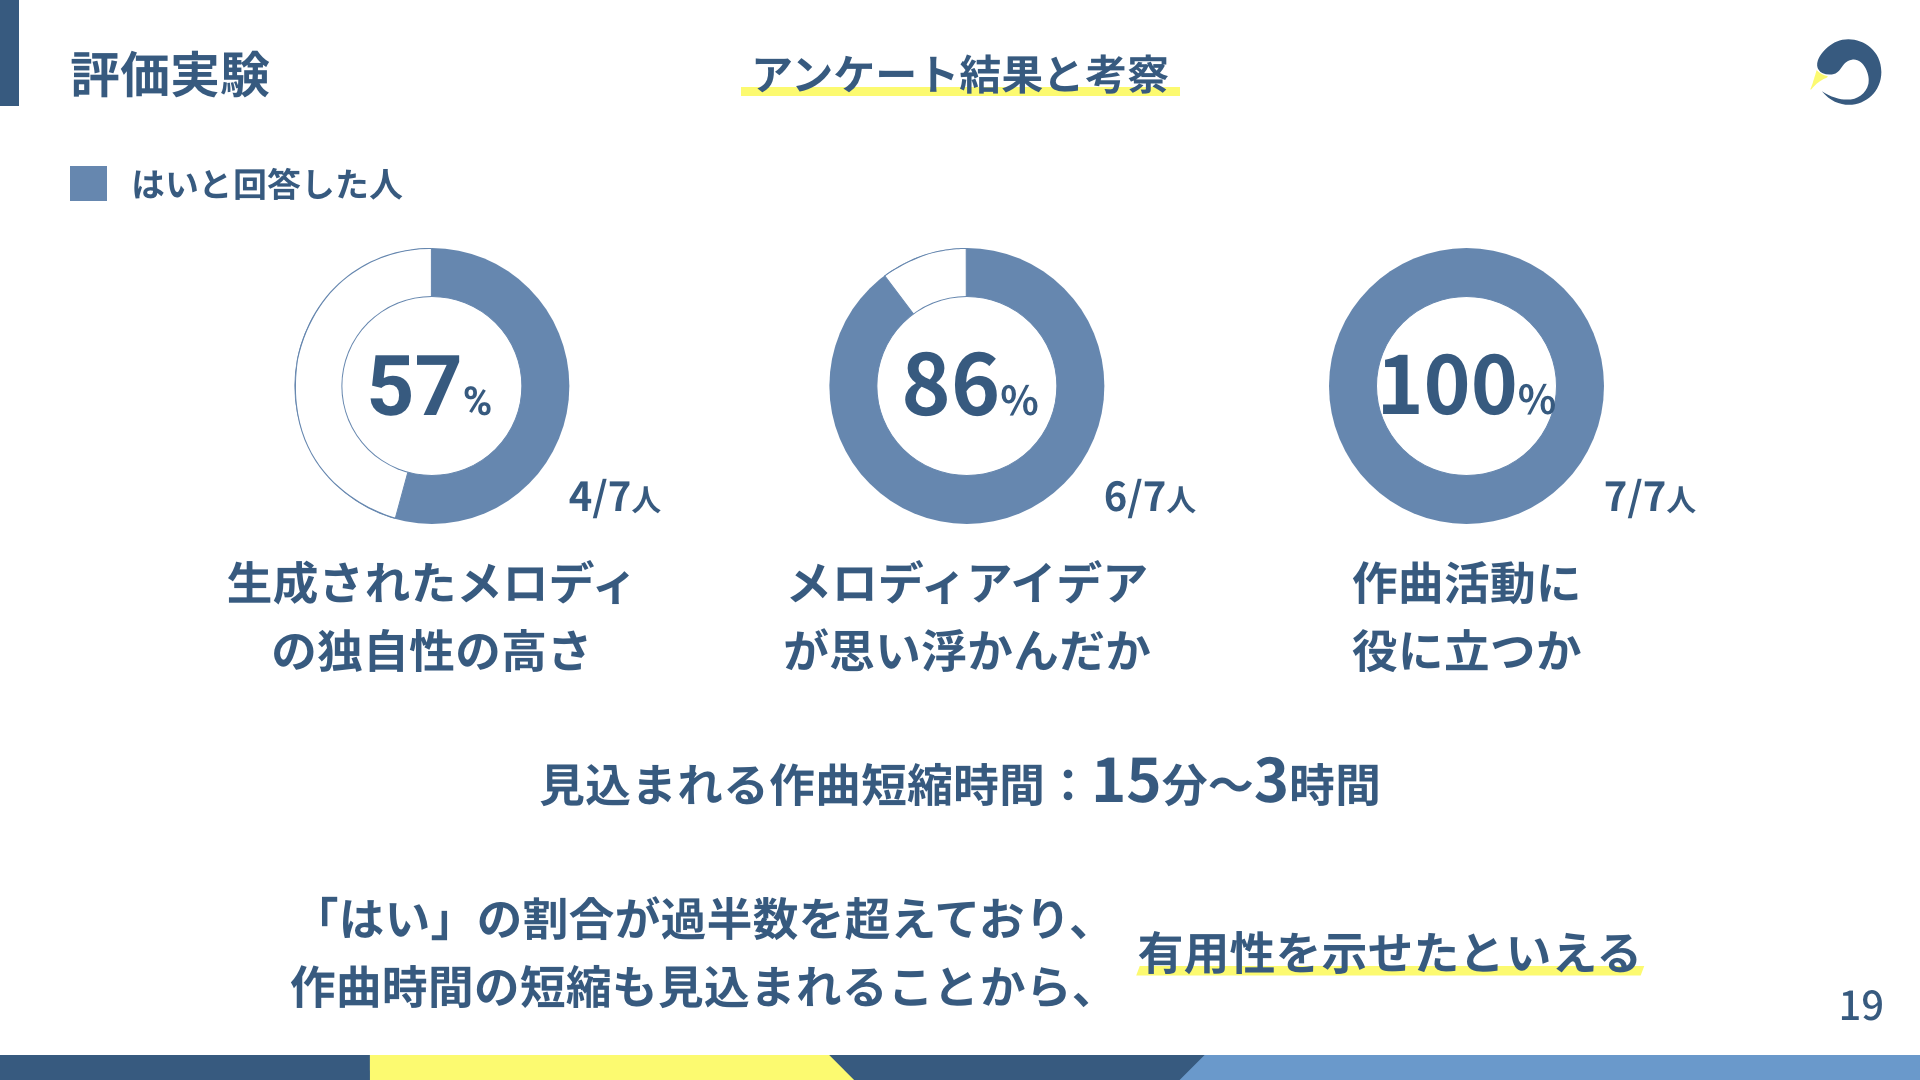 評価実験
アンケート結果と考察
はいと回答した人
57%
4/7人
生成されたメロディ
の独自性の高さ
86%
6/7人
メロディアイデア
が思い浮かんだか
100%
7/7人
作曲活動に
役に立つか
見込まれる作曲短縮時間：15分〜3時間
「はい」の割合が過半数を超えており、
作曲時間の短縮も見込まれることから、
有用性を示せたといえる
19